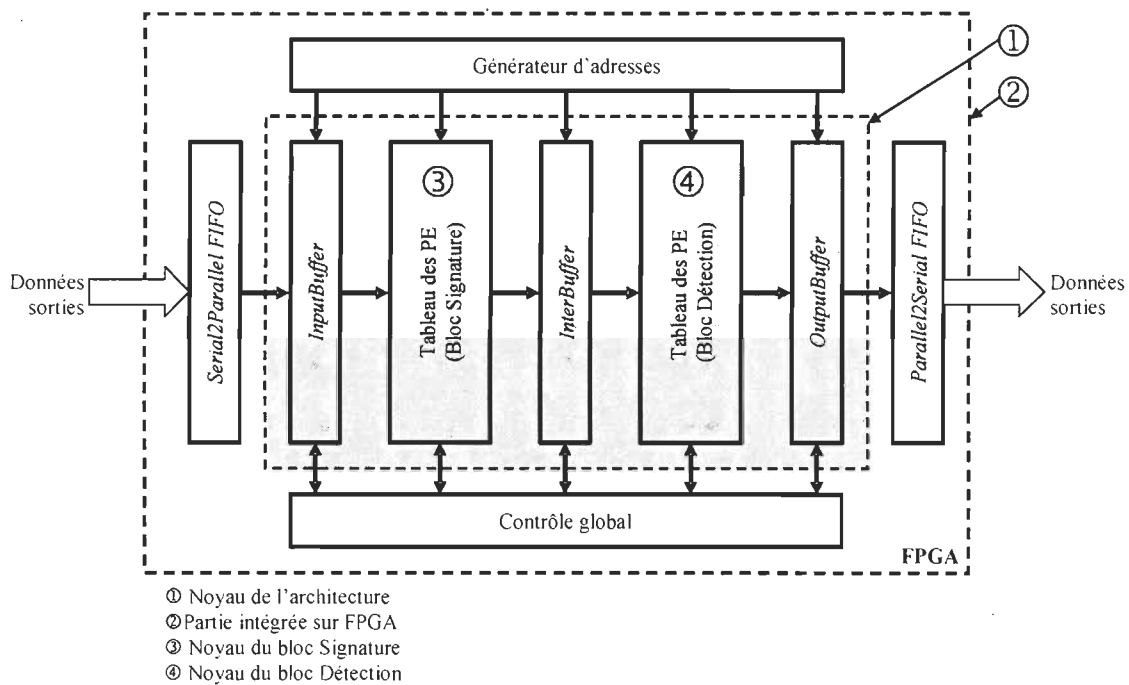 Générateur d'adresses
①
②
Données
sorties
Serial2Parallel FIFO
InputBuffer
③
Tableau des PE
(Bloc Signature)
InterBuffer
④
Tableau des PE
(Bloc Détection)
OutputBuffer
Parallel2Serial FIFO
Données
sorties
Contrôle global
FPGA
① Noyau de l'architecture
② Partie intégrée sur FPGA
③ Noyau du bloc Signature
④ Noyau du bloc Détection